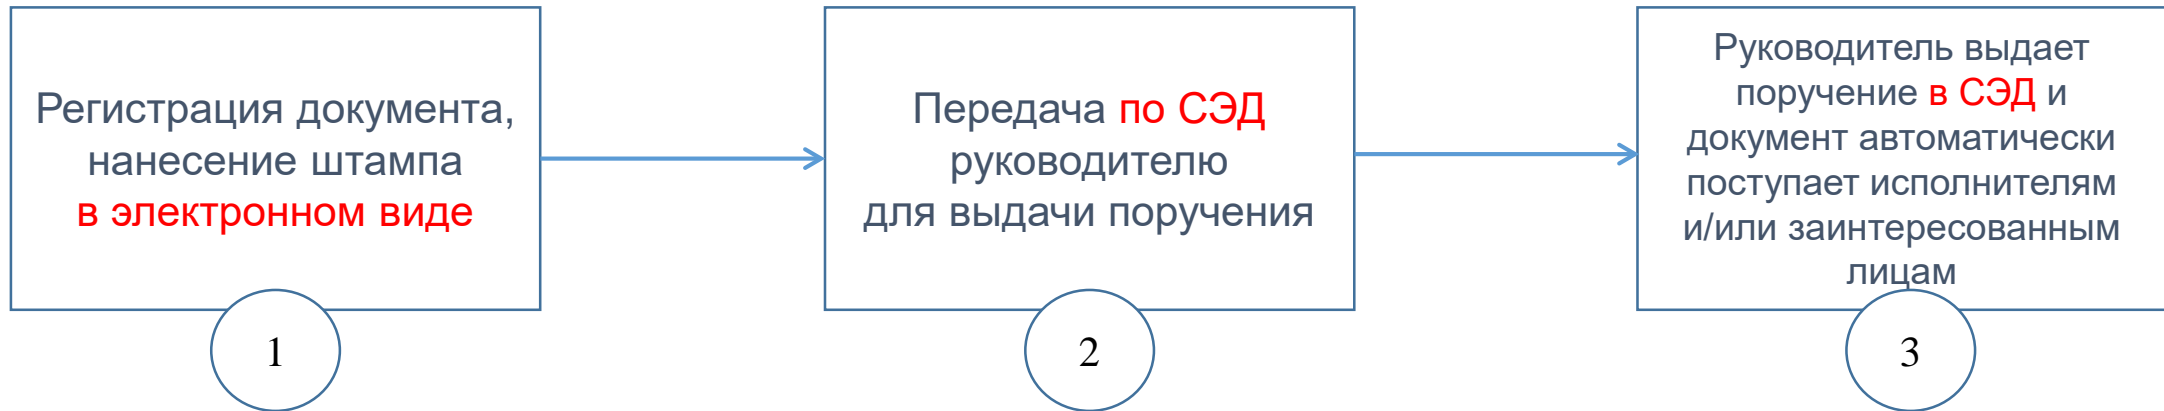 Регистрация документа,
нанесение штампа
в электронном виде
1
Передача по СЭД
руководителю
для выдачи поручения
2
Руководитель выдает
поручение в СЭД и
документ автоматически
поступает исполнителям
и/или заинтересованным
лицам
3